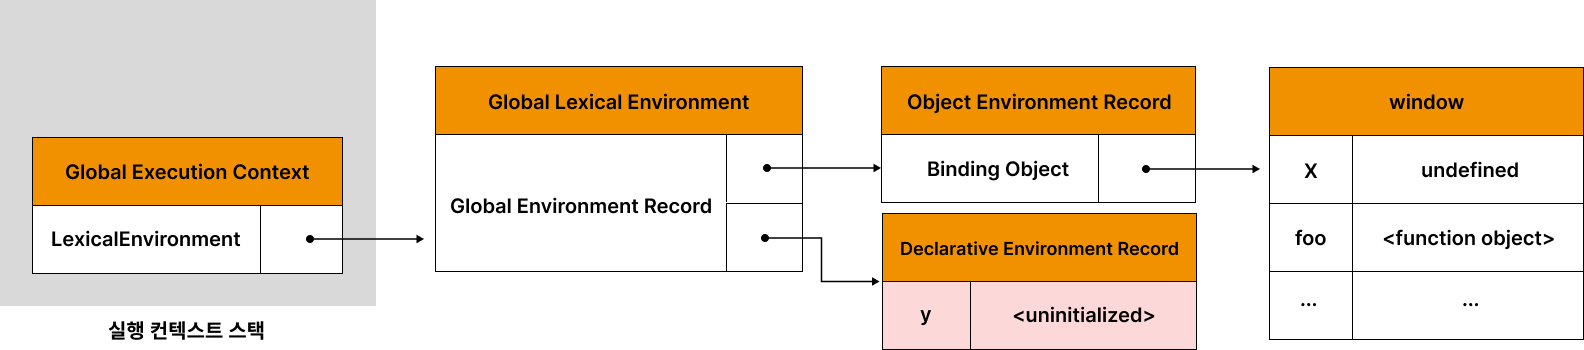 Global Execution Context
LexicalEnvironment
실행 컨텍스트 스택
Global Lexical Environment
Global Environment Record
Object Environment Record
Binding Object
Declarative Environment Record
y <uninitialized>
window
X undefined
foo <function object>
... ...